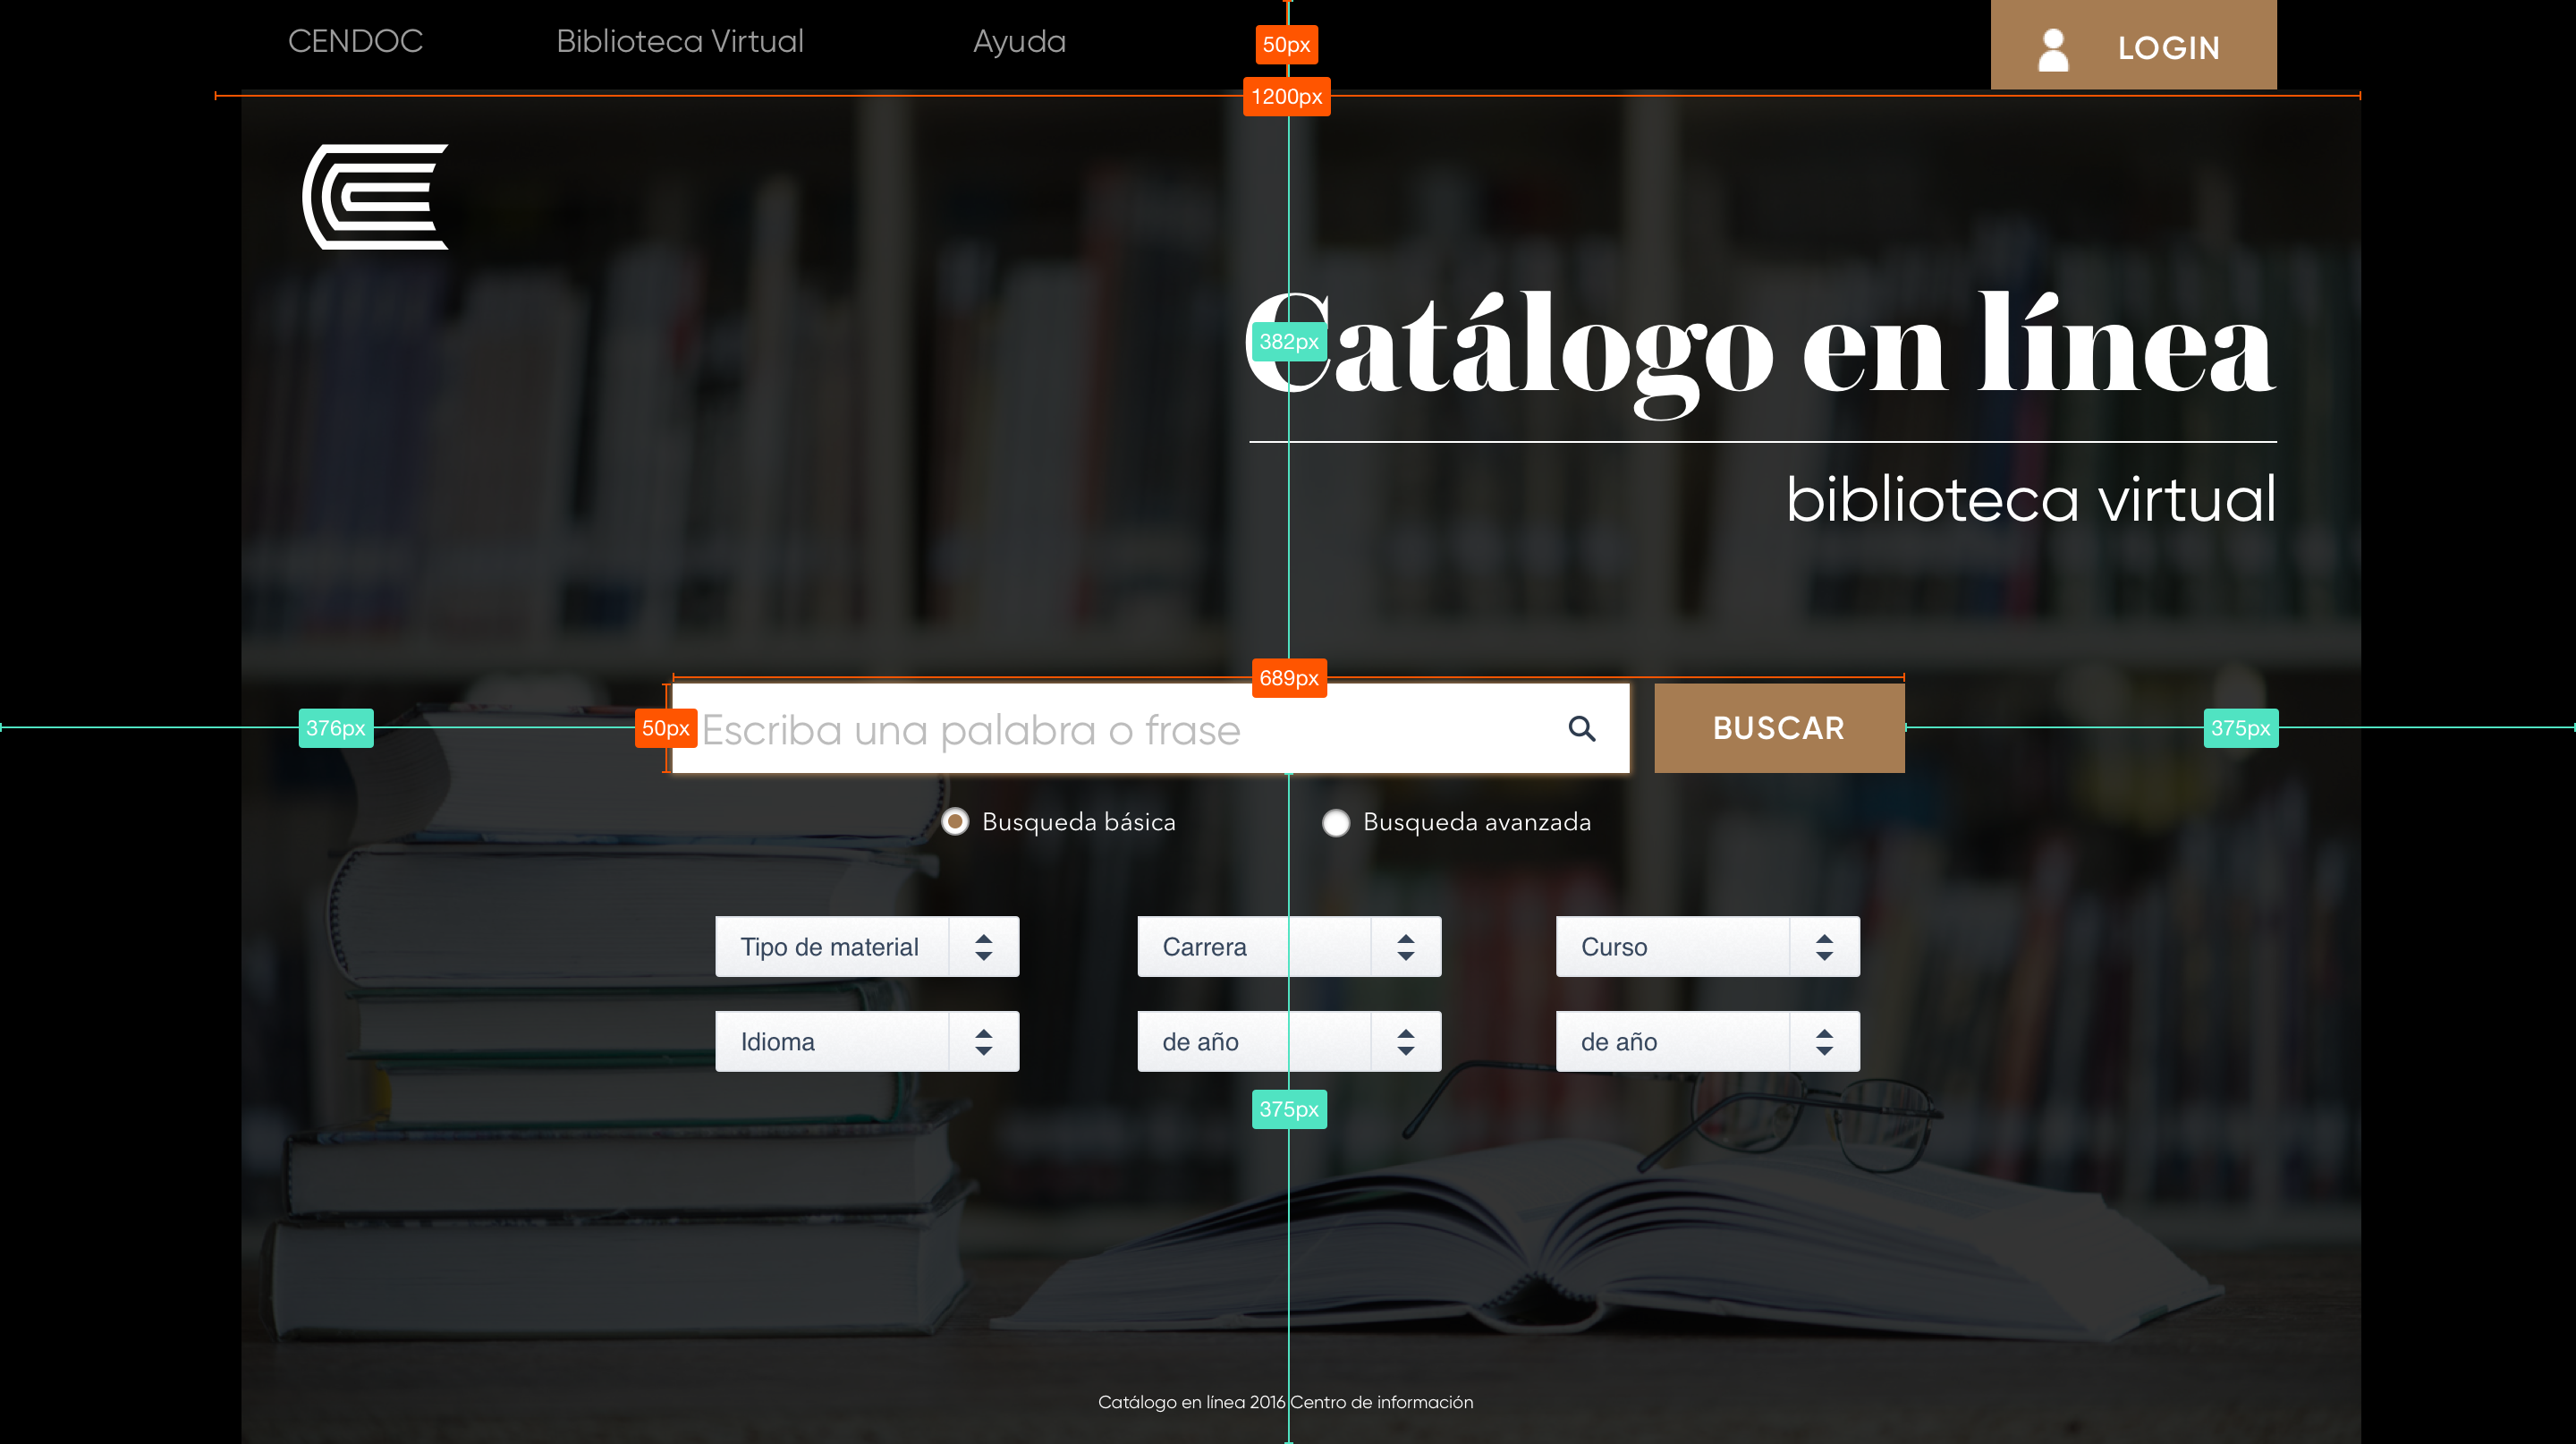 CENDOC Biblioteca Virtual Ayuda 50px LOGIN
1200px
Catálogo en línea
382px
biblioteca virtual
689px
376px 50px Escriba una palabra o frase BUSCAR 375px
Busqueda básica Busqueda avanzada
Tipo de material Carrera Curso
Idioma de año de año
375px
Catálogo en línea 2016 Centro de información